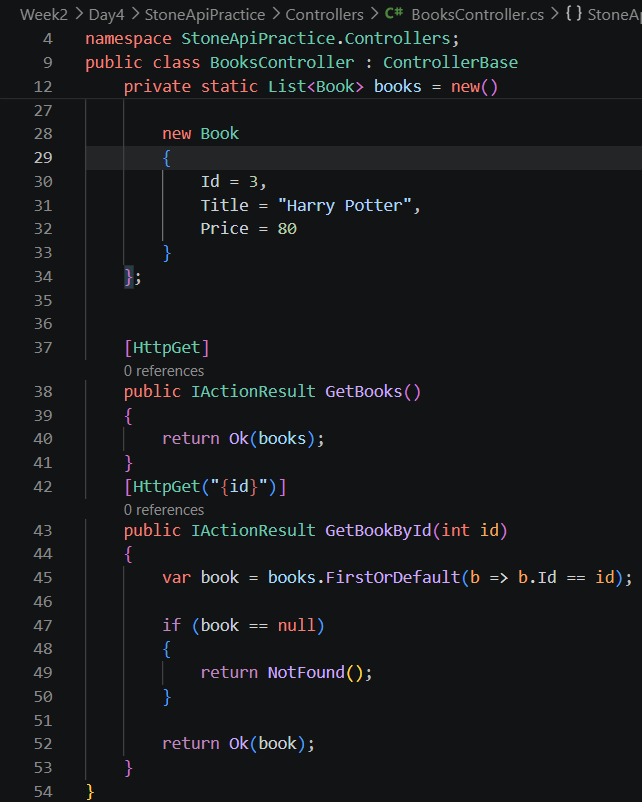 Week2 > Day4 > StoneApiPractice > Controllers > C# BooksController.cs > {} StoneAp
4 namespace StoneApiPractice.Controllers;
9 public class BooksController : ControllerBase
12 private static List<Book> books = new()
27
28 new Book
29 {
30 Id = 3,
31 Title = "Harry Potter",
32 Price = 80
33 }
34 };
35
36
37 [HttpGet]
0 references
38 public IActionResult GetBooks()
39 {
40 return Ok(books);
41 }
42 [HttpGet("{id}")]
0 references
43 public IActionResult GetBookById(int id)
44 {
45 var book = books.FirstOrDefault(b => b.Id == id);
46
47 if (book == null)
48 {
49 return NotFound();
50 }
51
52 return Ok(book);
53 }
54 }